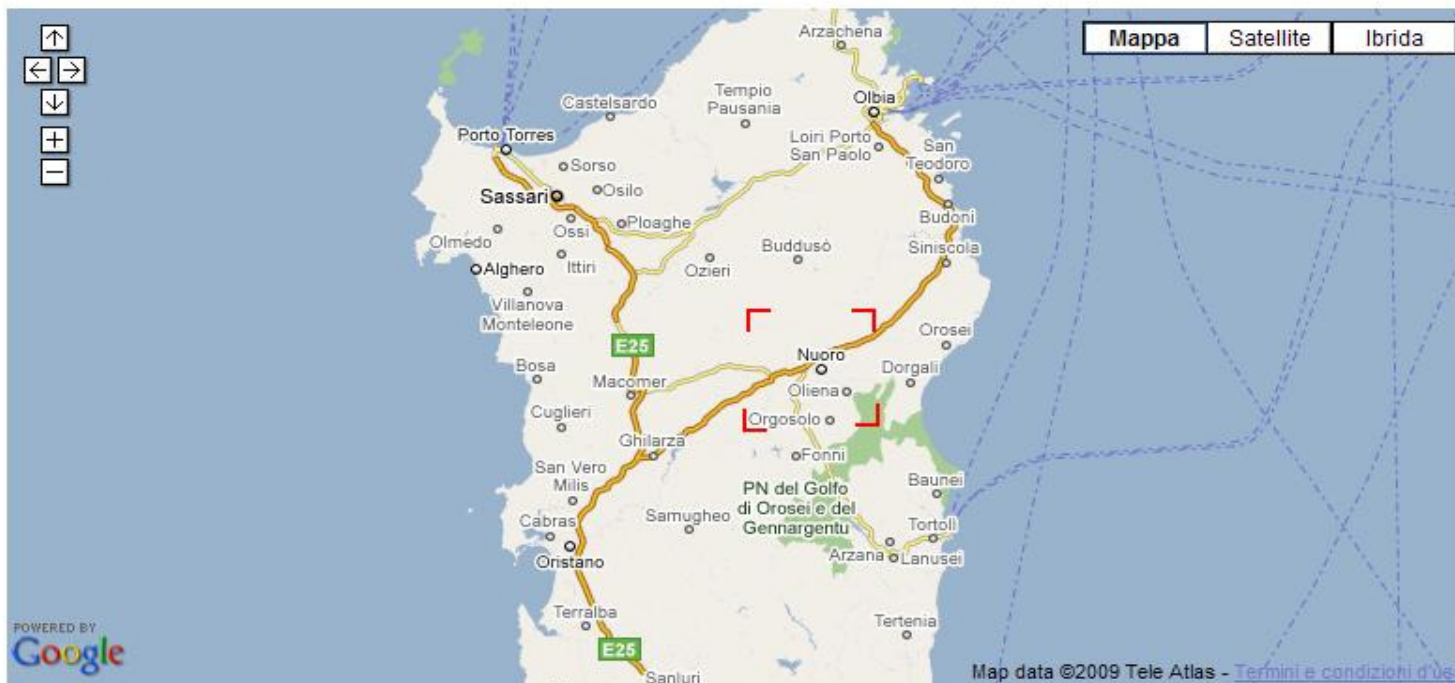 Arzachena
Mappa
Satellite
Ibrida
Castelsardo
Tempio
Pausania
Olbia
Porto Torres
Loiri Porto
San Paolo
San
Teodoro
Sorso
Sassari
Osilo
Ossi
Ploaghe
Budoni
Olmedo
Ittiri
Buddusò
Siniscola
Alghero
Ozieri
Villanova
Monteleone
E25
Orosei
Bosa
Nuoro
Macomer
Dorgali
Oliena
Cuglieri
Orgosolo
Ghilarza
Fonni
San Vero
Milis
PN del Golfo
di Orosei e del
Gennargentu
Baunei
Cabras
Samugheo
Tortolì
Oristano
Arzana
Lanusei
Terralba
Tertenia
POWERED BY
Google
E25
Sanluri
Map data ©2009 Tele Atlas - Termini e condizioni d'us